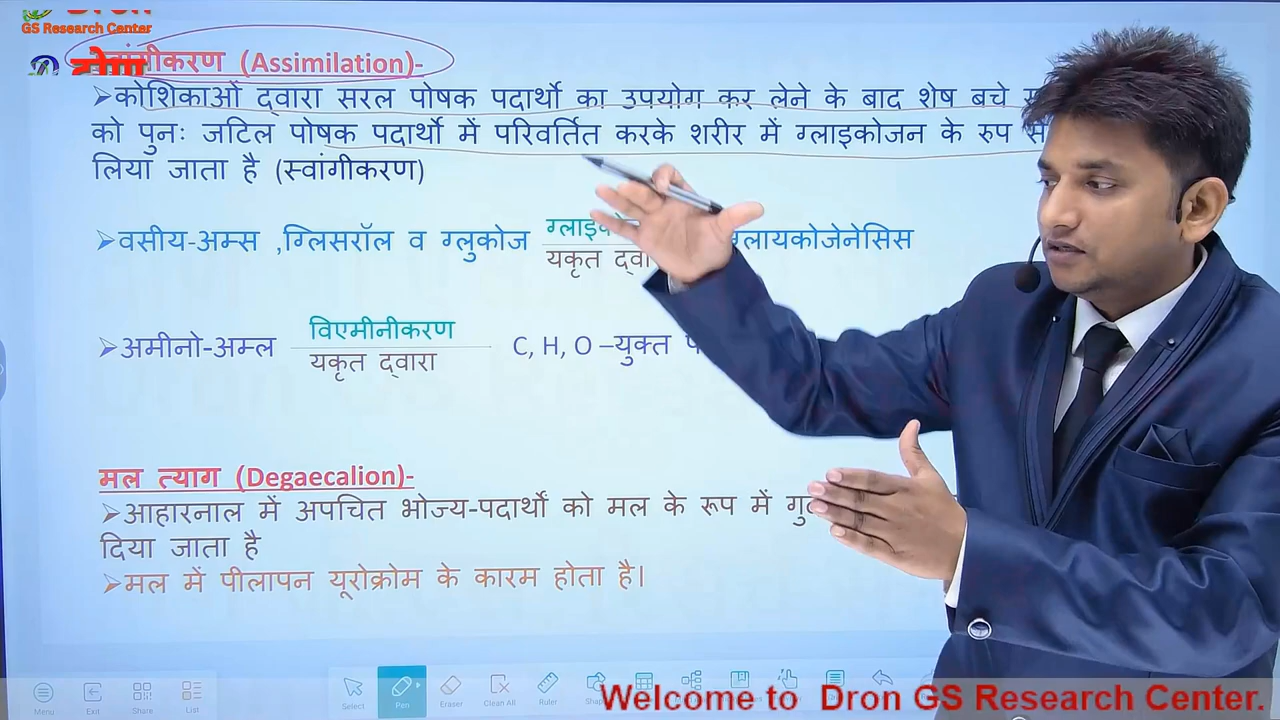 GS Research Center
द्रोण
स्वांगीकरण (Assimilation)-
➢कोशिकाओं द्वारा सरल पोषक पदार्थो का उपयोग कर लेने के बाद शेष बचे
को पुनः जटिल पोषक पदार्थो में परिवर्तित करके शरीर में ग्लाइकोजन के रुप
लिया जाता है (स्वांगीकरण)
➢वसीय-अम्स ,ग्लिसरॉल व ग्लुकोज
यकृत
ग्लायकोजेनेसिस
विएमीनीकरण
➢अमीनो-अम्ल
यकृत द्वारा
C, H, O –युक्त
मल त्याग (Degaecalion)-
➢आहारनाल में अपचित भोज्य-पदार्थों को मल के रूप में
दिया जाता है
➢मल में पीलापन यूरोक्रोम के कारम होता है।
Menu
Exit
Share
List
Select
Pen
Eraser
Clean All
Ruler
Welcome to Dron GS Research Center.